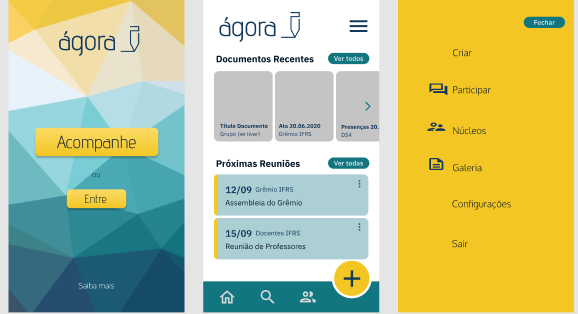 ágora
Acompanhe
ou
Entre
Saiba mais
ágora
Documentos Recentes
Ver todos
Título Documente
Grupo (se tiver)
Ata 20.06.2020
Grêmio IFRS
Presenças 20.
DS4
Próximas Reuniões
Ver todas
12/09 Grêmio IFRS
Assembleia do Grêmio
15/09 Docentes IFRS
Reunião de Professores
Fechar
Criar
Participar
Núcleos
Galeria
Configurações
Sair